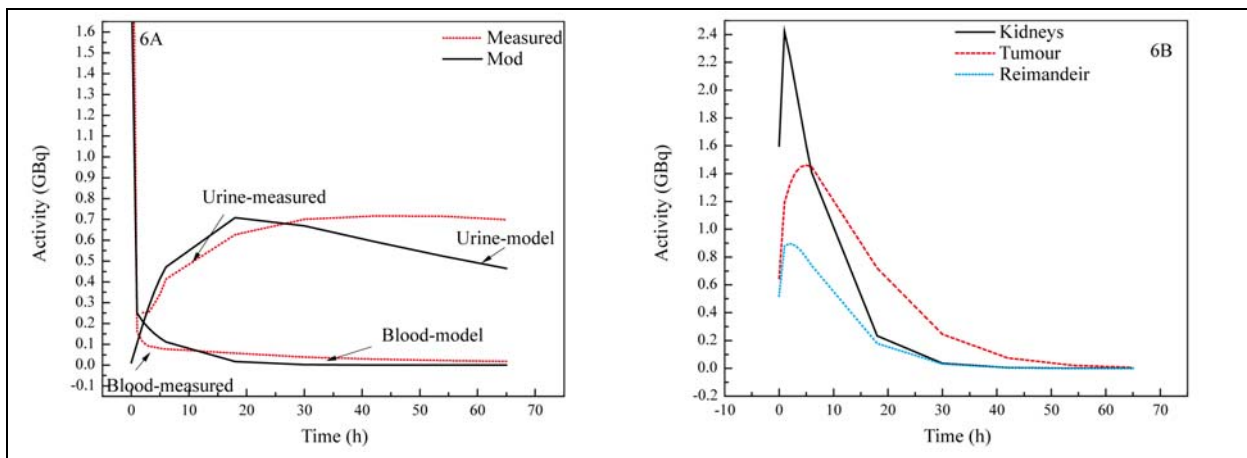 6A
Measured
Mod
1.6
1.5
1.4
1.3
1.2
1.1
1.0
0.9
0.8
0.7
0.6
0.5
0.4
0.3
0.2
0.1
0.0
-0.1
Activity (GBq)
Urine-measured
Urine-model
Blood-model
Blood-measured
0 10 20 30 40 50 60 70
Time (h)
6B
Kidneys
Tumour
Reimandeir
2.4
2.2
2.0
1.8
1.6
1.4
1.2
1.0
0.8
0.6
0.4
0.2
0.0
-0.2
Activity (GBq)
-10 0 10 20 30 40 50 60 70
Time (h)